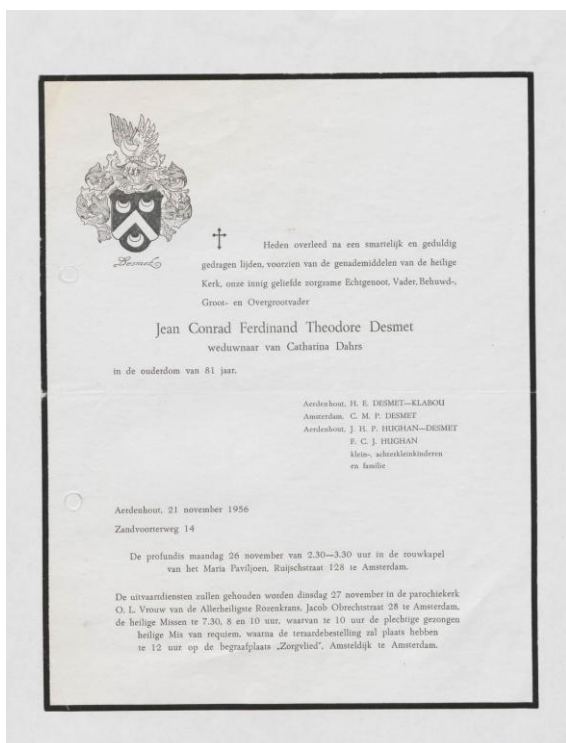 Desmet
Heden overleed na een smartelijk en geduldig
gedragen lijden, voorzien van de genademiddelen van de heilige
Kerk, onze innig geliefde zorgzame Echtgenoot, Vader, Behuwd-,
Groot- en Overgrootvader
Jean Conrad Ferdinand Theodore Desmet
weduwnaar van Catharina Dahrs
in de ouderdom van 81 jaar.
Aerdenhout, H. E. DESMET—KLABOU
Amsterdam, C. M. P. DESMET
Aerdenhout, J. H. P. HUGHAN—DESMET
F. C. J. HUGHAN
klein-, achterkleinkinderen
en familie
Aerdenhout, 21 november 1956
Zandvoorterweg 14
De profundis maandag 26 november van 2.30—3.30 uur in de rouwkapel
van het Maria Paviljoen, Ruijschstraat 128 te Amsterdam.
De uitvaartdiensten zullen gehouden worden dinsdag 27 november in de parochiekerk
O. L. Vrouw van de Allerheiligste Rozenkrans, Jacob Obrechtstraat 28 te Amsterdam,
de heilige Missen te 7.30, 8 en 10 uur, waarvan te 10 uur de plechtige gezongen
heilige Mis van requiem, waarna de teraardebestelling zal plaats hebben
te 12 uur op de begraafplaats „Zorgvlied", Amsteldijk te Amsterdam.